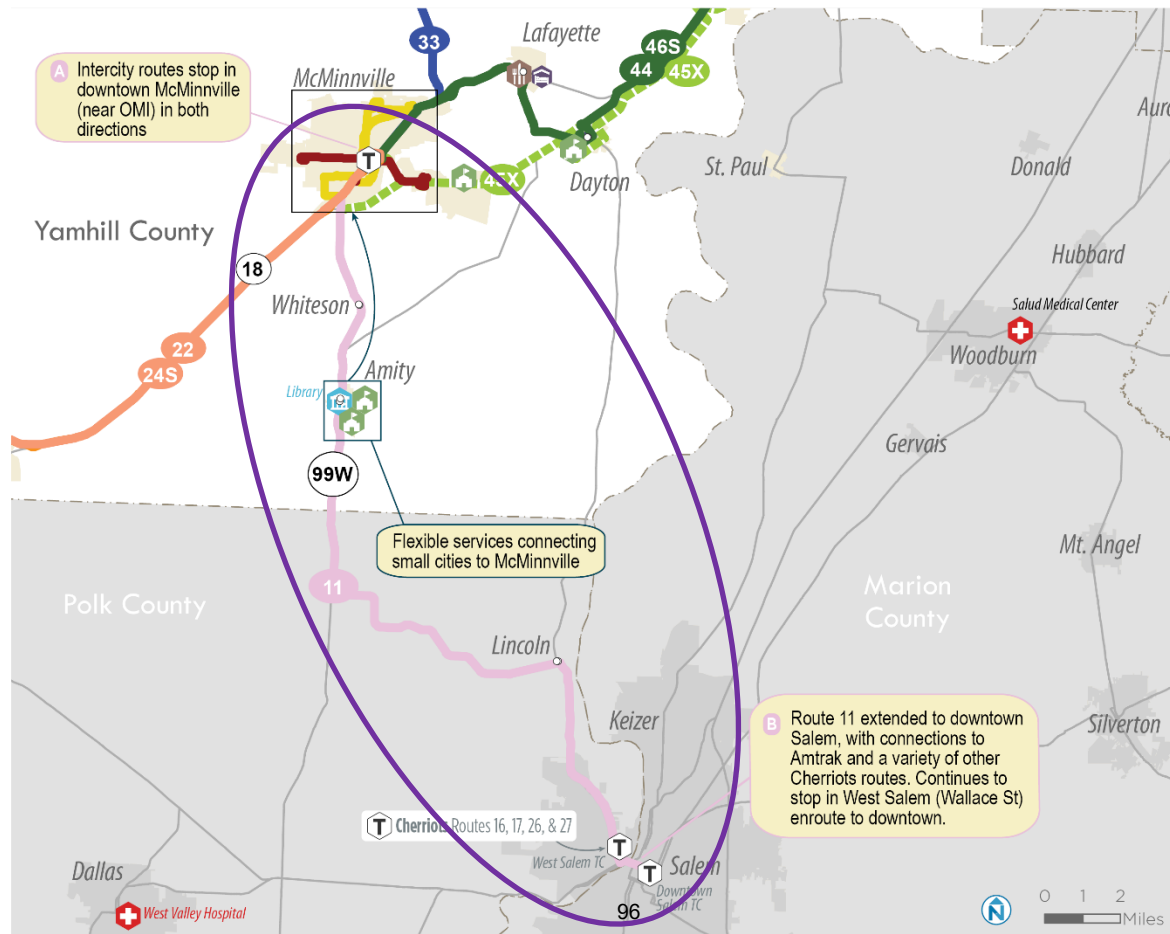 33
Lafayette
46S
44
45X
A Intercity routes stop in
downtown McMinnville
(near OMI) in both
directions
McMinnville
T
45X
Dayton
St. Paul
Donald
Auro
Yamhill County
18
Hubbard
Whiteson
Salud Medical Center
Woodburn
22
24S
Amity
Library
Gervais
99W
Flexible services connecting
small cities to McMinnville
Mt. Angel
11
Polk County
Marion
County
Lincoln
Keizer
Silverton
B Route 11 extended to downtown
Salem, with connections to
Amtrak and a variety of other
Cherriots routes. Continues to
stop in West Salem (Wallace St)
enroute to downtown.
T Cherriots Routes 16, 17, 26, & 27
T
West Salem TC
T
Salem
Downtown
Salem TC
Dallas
West Valley Hospital
96
N
0 1 2
Miles